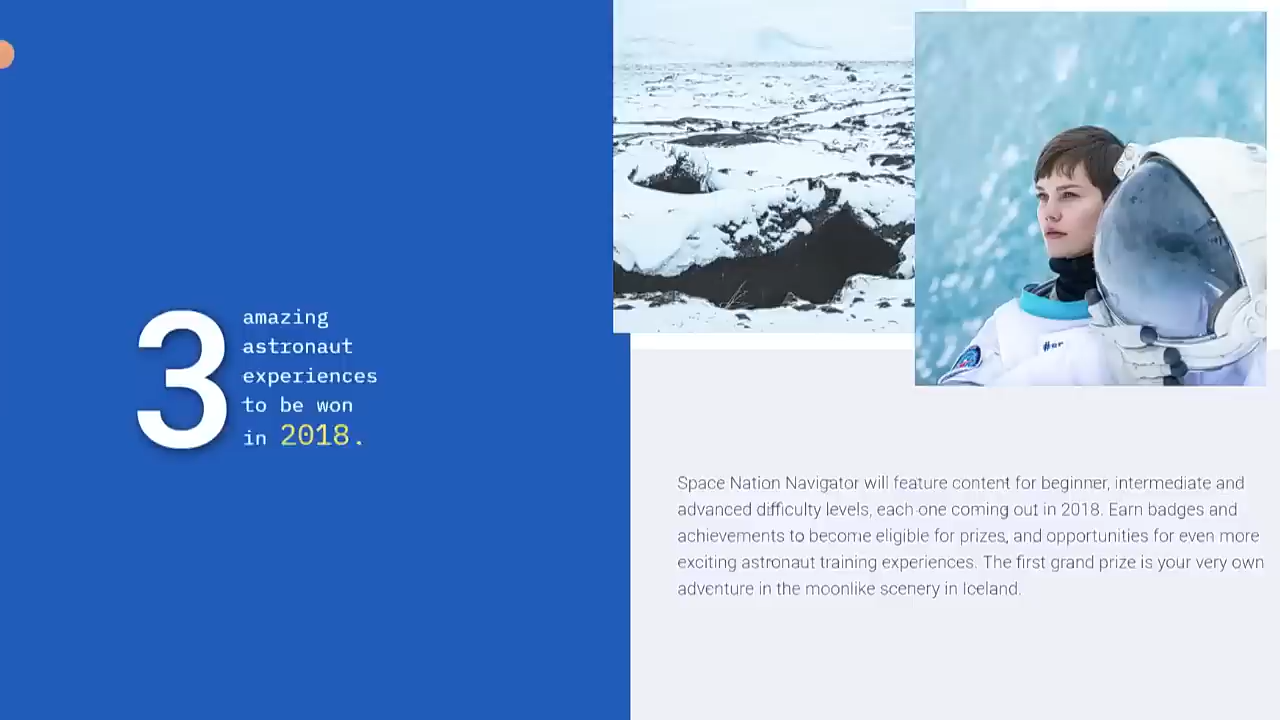 3
amazing
astronaut
experiences
to be won
in 2018.
Space Nation Navigator will feature content for beginner, intermediate and
advanced difficulty levels, each one coming out in 2018. Earn badges and
achievements to become eligible for prizes, and opportunities for even more
exciting astronaut training experiences. The first grand prize is your very own
adventure in the moonlike scenery in Iceland.